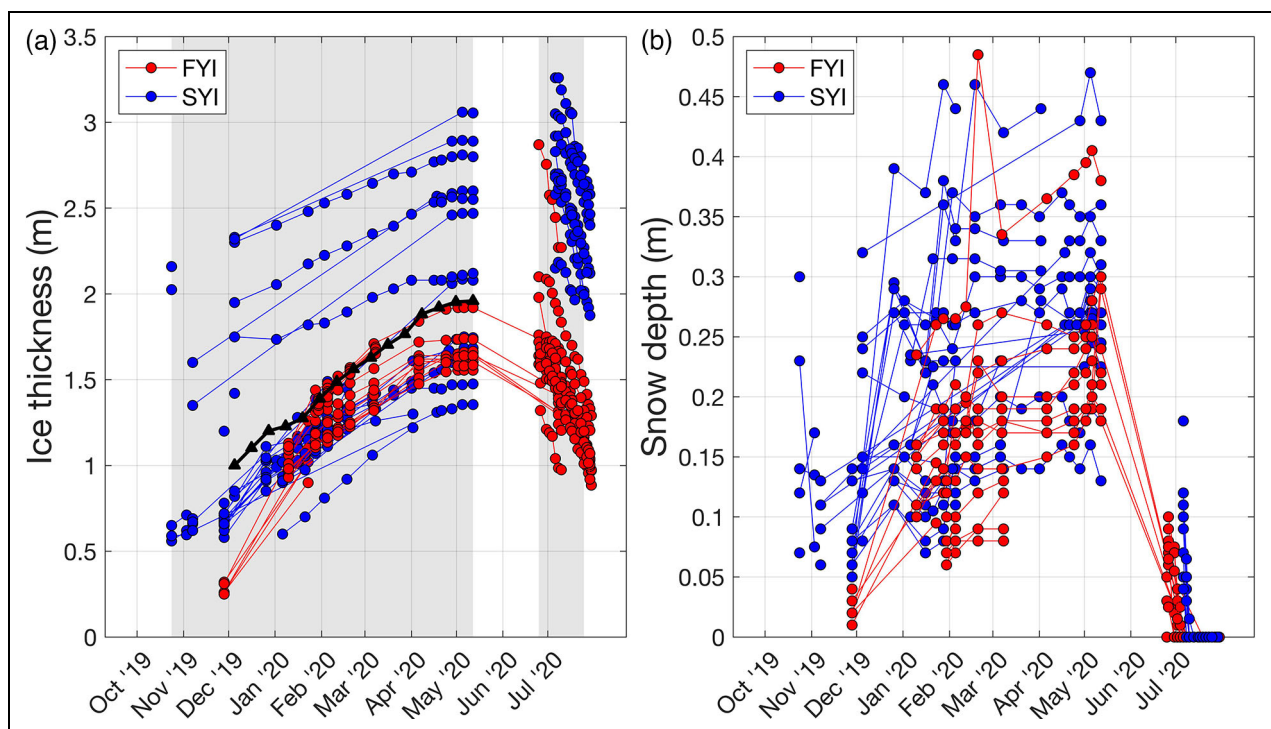 (a)
Ice thickness (m)
3.5
3
2.5
2
1.5
1
0.5
0
FYI
SYI
Oct '19
Nov '19
Dec '19
Jan '20
Feb '20
Mar '20
Apr '20
May '20
Jun '20
Jul '20
(b)
Snow depth (m)
0.5
0.45
0.4
0.35
0.3
0.25
0.2
0.15
0.1
0.05
0
FYI
SYI
Oct '19
Nov '19
Dec '19
Jan '20
Feb '20
Mar '20
Apr '20
May '20
Jun '20
Jul '20